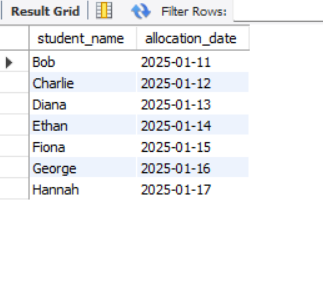 Result Grid Filter Rows:
student_name allocation_date
Bob 2025-01-11
Charlie 2025-01-12
Diana 2025-01-13
Ethan 2025-01-14
Fiona 2025-01-15
George 2025-01-16
Hannah 2025-01-17